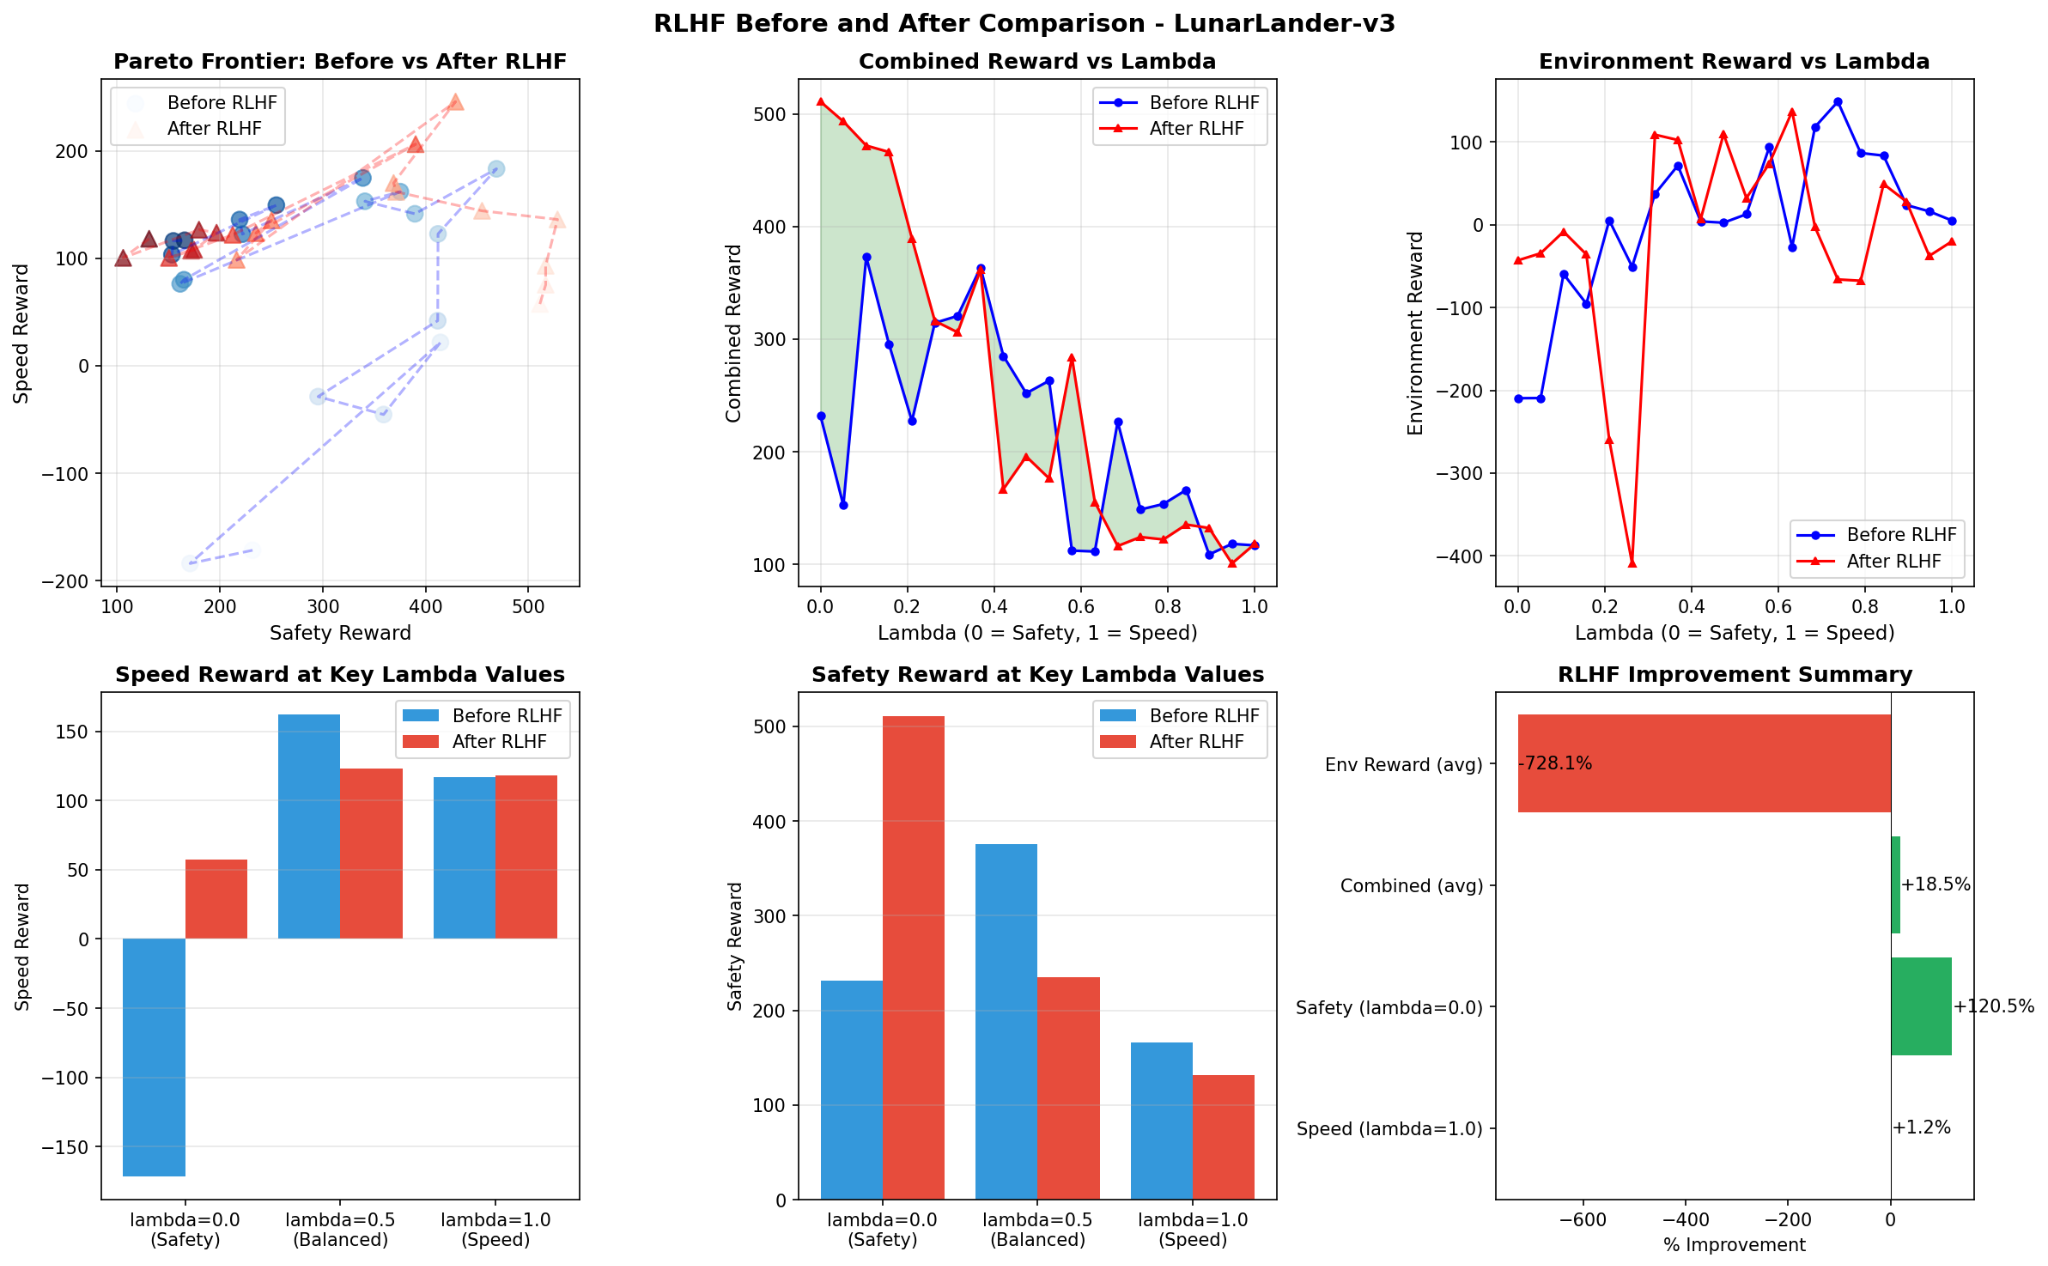 RLHF Before and After Comparison - LunarLander-v3
Pareto Frontier: Before vs After RLHF
Before RLHF
After RLHF
200
100
0
−100
−200
Speed Reward
100 200 300 400 500
Safety Reward
Combined Reward vs Lambda
Before RLHF
After RLHF
500
400
300
200
100
Combined Reward
0.0 0.2 0.4 0.6 0.8 1.0
Lambda (0 = Safety, 1 = Speed)
Environment Reward vs Lambda
100
0
−100
−200
−300
−400
Environment Reward
Before RLHF
After RLHF
0.0 0.2 0.4 0.6 0.8 1.0
Lambda (0 = Safety, 1 = Speed)
Speed Reward at Key Lambda Values
Before RLHF
After RLHF
150
100
50
0
−50
−100
−150
Speed Reward
lambda=0.0 lambda=0.5 lambda=1.0
(Safety) (Balanced) (Speed)
Safety Reward at Key Lambda Values
Before RLHF
After RLHF
500
400
300
200
100
0
Safety Reward
lambda=0.0 lambda=0.5 lambda=1.0
(Safety) (Balanced) (Speed)
RLHF Improvement Summary
Env Reward (avg) -728.1%
Combined (avg) +18.5%
Safety (lambda=0.0) +120.5%
Speed (lambda=1.0) +1.2%
−600 −400 −200 0
% Improvement